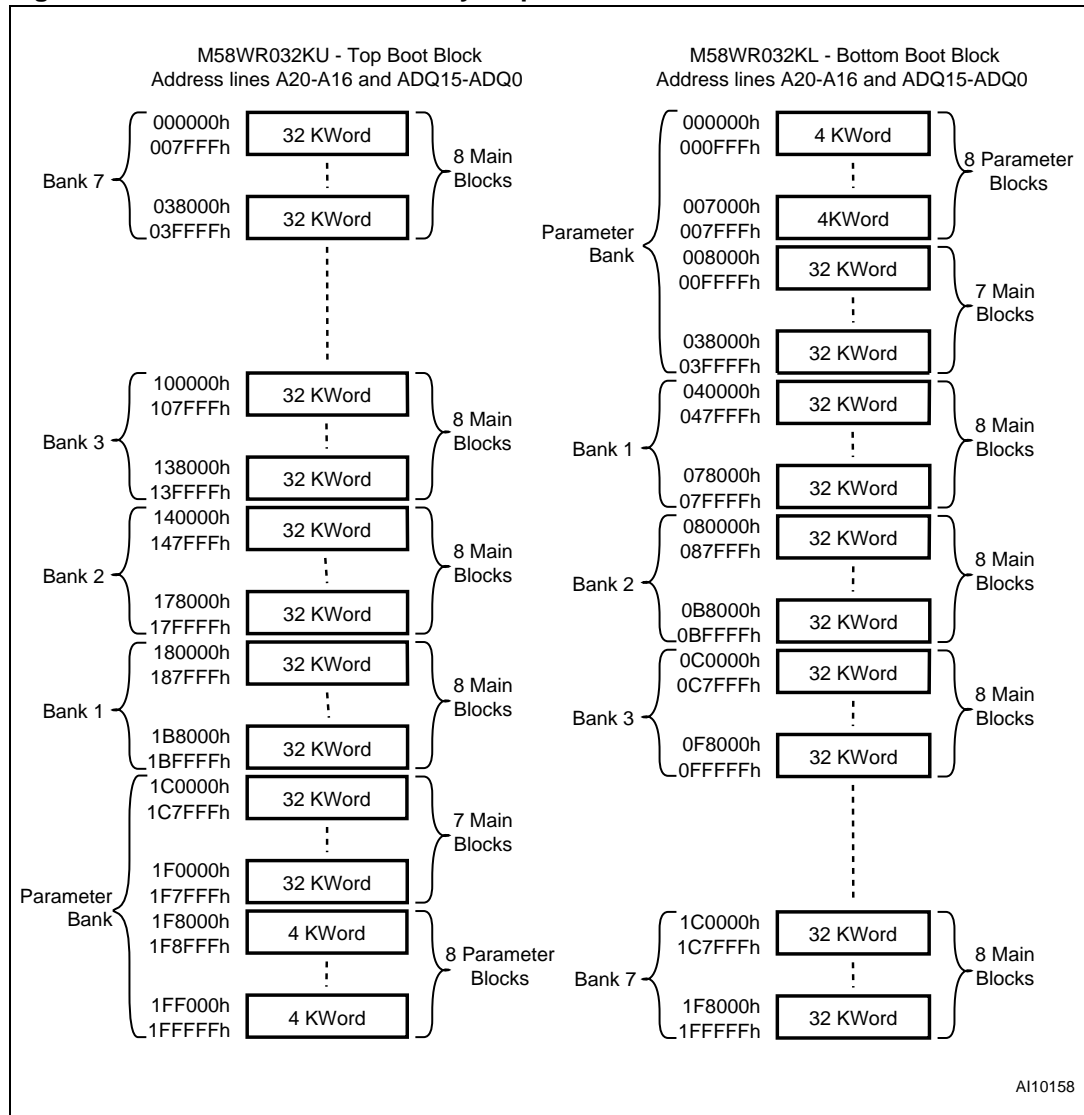 M58WR032KU - Top Boot Block
Address lines A20-A16 and ADQ15-ADQ0
000000h
007FFFh
32 KWord
8 Main
Blocks
Bank 7
038000h
03FFFFh
32 KWord
100000h
107FFFh
32 KWord
8 Main
Blocks
Bank 3
138000h
13FFFFh
32 KWord
140000h
147FFFh
32 KWord
8 Main
Blocks
Bank 2
178000h
17FFFFh
32 KWord
180000h
187FFFh
32 KWord
8 Main
Blocks
Bank 1
1B8000h
1BFFFFh
32 KWord
1C0000h
1C7FFFh
32 KWord
7 Main
Blocks
1F0000h
1F7FFFh
32 KWord
Parameter
Bank
1F8000h
1F8FFFh
4 KWord
8 Parameter
Blocks
1FF000h
1FFFFFh
4 KWord
M58WR032KL - Bottom Boot Block
Address lines A20-A16 and ADQ15-ADQ0
000000h
000FFFh
4 KWord
8 Parameter
Blocks
007000h
007FFFh
4KWord
Parameter
Bank
008000h
00FFFFh
32 KWord
7 Main
Blocks
038000h
03FFFFh
32 KWord
040000h
047FFFh
32 KWord
8 Main
Blocks
Bank 1
078000h
07FFFFh
32 KWord
080000h
087FFFh
32 KWord
8 Main
Blocks
Bank 2
0B8000h
0BFFFFh
32 KWord
0C0000h
0C7FFFh
32 KWord
8 Main
Blocks
Bank 3
0F8000h
0FFFFFh
32 KWord
1C0000h
1C7FFFh
32 KWord
8 Main
Blocks
Bank 7
1F8000h
1FFFFFh
32 KWord
AI10158